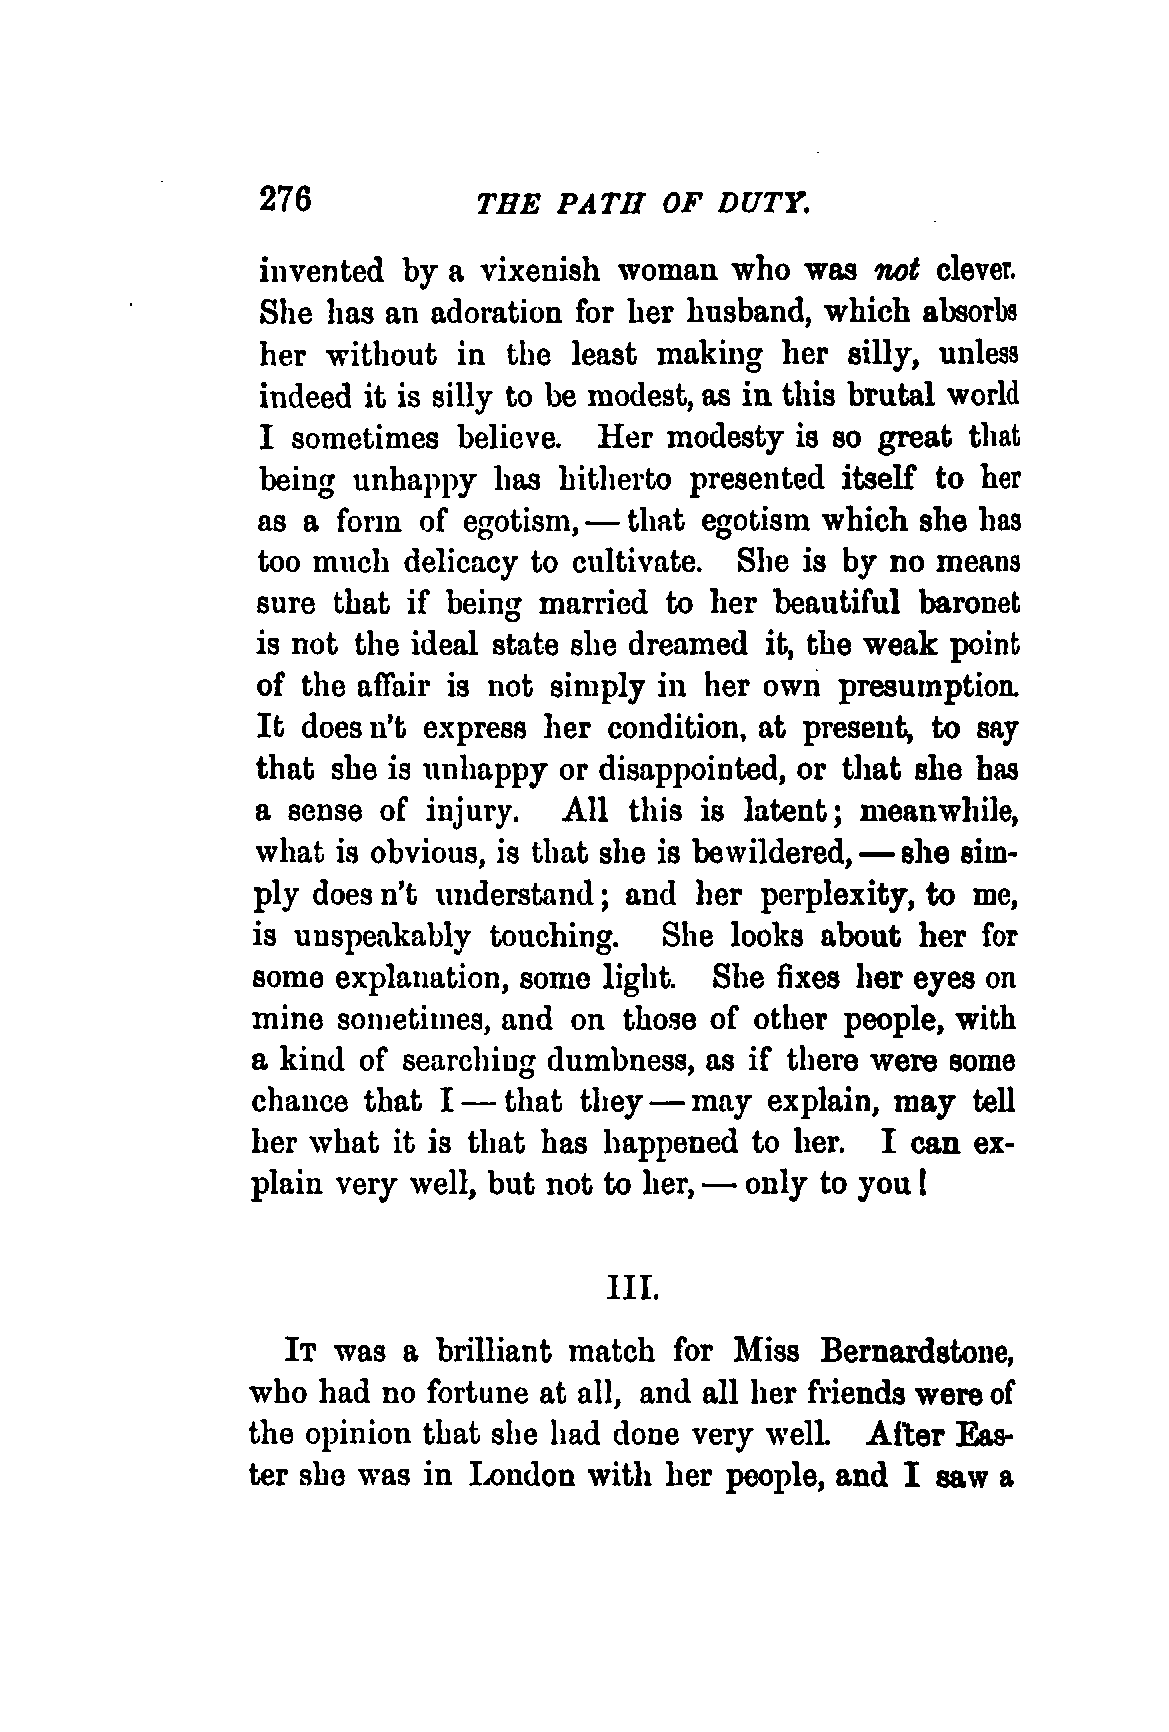 276 THE PATH OF DUTY.
invented by a vixenish woman who was not clever.
She has an adoration for her husband, which absorbs
her without in the least making her silly, unless
indeed it is silly to be modest, as in this brutal world
I sometimes believe. Her modesty is so great that
being unhappy has hitherto presented itself to her
as a form of egotism, — that egotism which she has
too much delicacy to cultivate. She is by no means
sure that if being married to her beautiful baronet
is not the ideal state she dreamed it, the weak point
of the affair is not simply in her own presumption.
It does n't express her condition, at present, to say
that she is unhappy or disappointed, or that she has
a sense of injury. All this is latent; meanwhile,
what is obvious, is that she is bewildered, — she sim-
ply does n't understand; and her perplexity, to me,
is unspeakably touching. She looks about her for
some explanation, some light. She fixes her eyes on
mine sometimes, and on those of other people, with
a kind of searching dumbness, as if there were some
chance that I — that they — may explain, may tell
her what it is that has happened to her. I can ex-
plain very well, but not to her, — only to you!
III.
IT was a brilliant match for Miss Bernardstone,
who had no fortune at all, and all her friends were of
the opinion that she had done very well. After Eas-
ter she was in London with her people, and I saw a